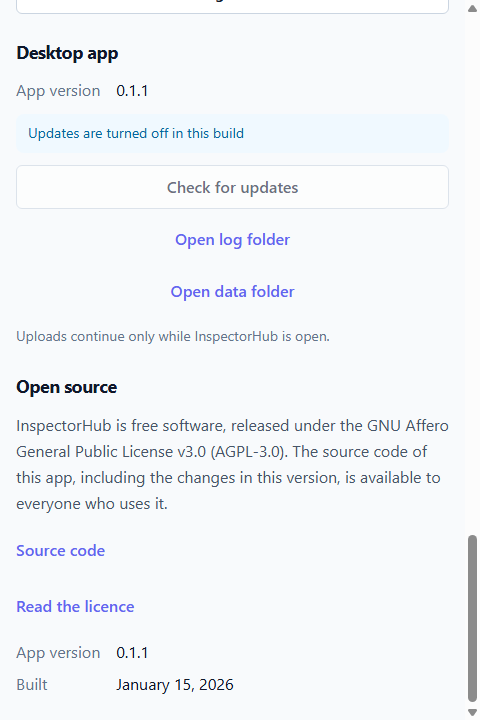 Desktop app
App version 0.1.1
Updates are turned off in this build
Check for updates
Open log folder
Open data folder
Uploads continue only while InspectorHub is open.
Open source
InspectorHub is free software, released under the GNU Affero
General Public License v3.0 (AGPL-3.0). The source code of
this app, including the changes in this version, is available to
everyone who uses it.
Source code
Read the licence
App version 0.1.1
Built January 15, 2026